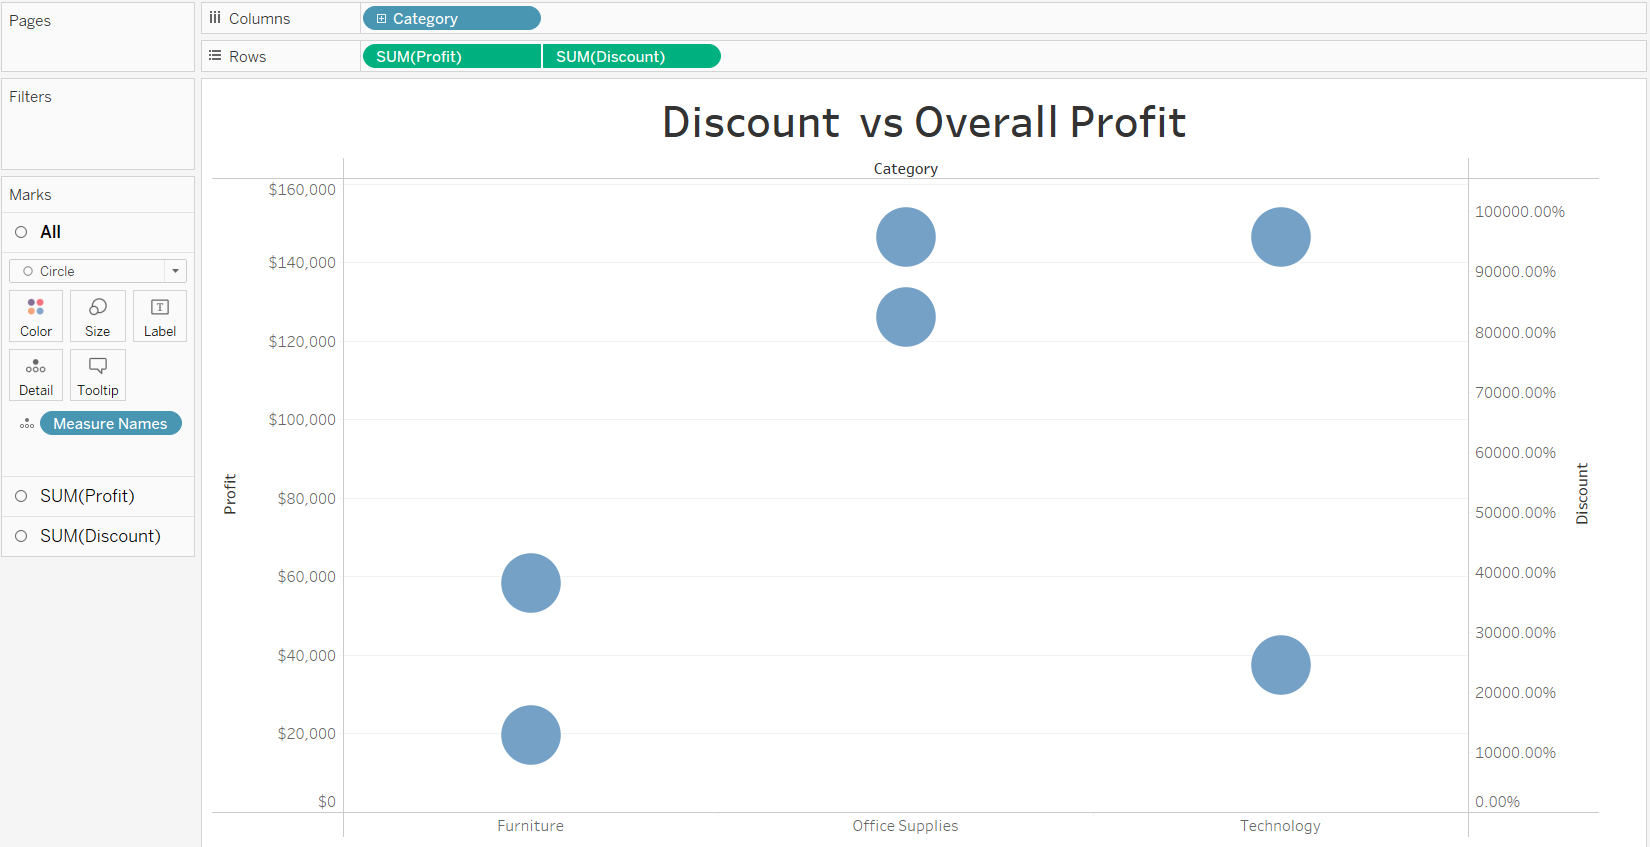 Pages
Columns
Category
Rows
SUM(Profit)
SUM(Discount)
Filters
Marks
All
Circle
Color
Size
Label
Detail
Tooltip
Measure Names
SUM(Profit)
SUM(Discount)
Discount  vs Overall Profit
Category
$160,000
$140,000
$120,000
$100,000
$80,000
$60,000
$40,000
$20,000
$0
Profit
100000.00%
90000.00%
80000.00%
70000.00%
60000.00%
50000.00%
40000.00%
30000.00%
20000.00%
10000.00%
0.00%
Discount
Furniture
Office Supplies
Technology